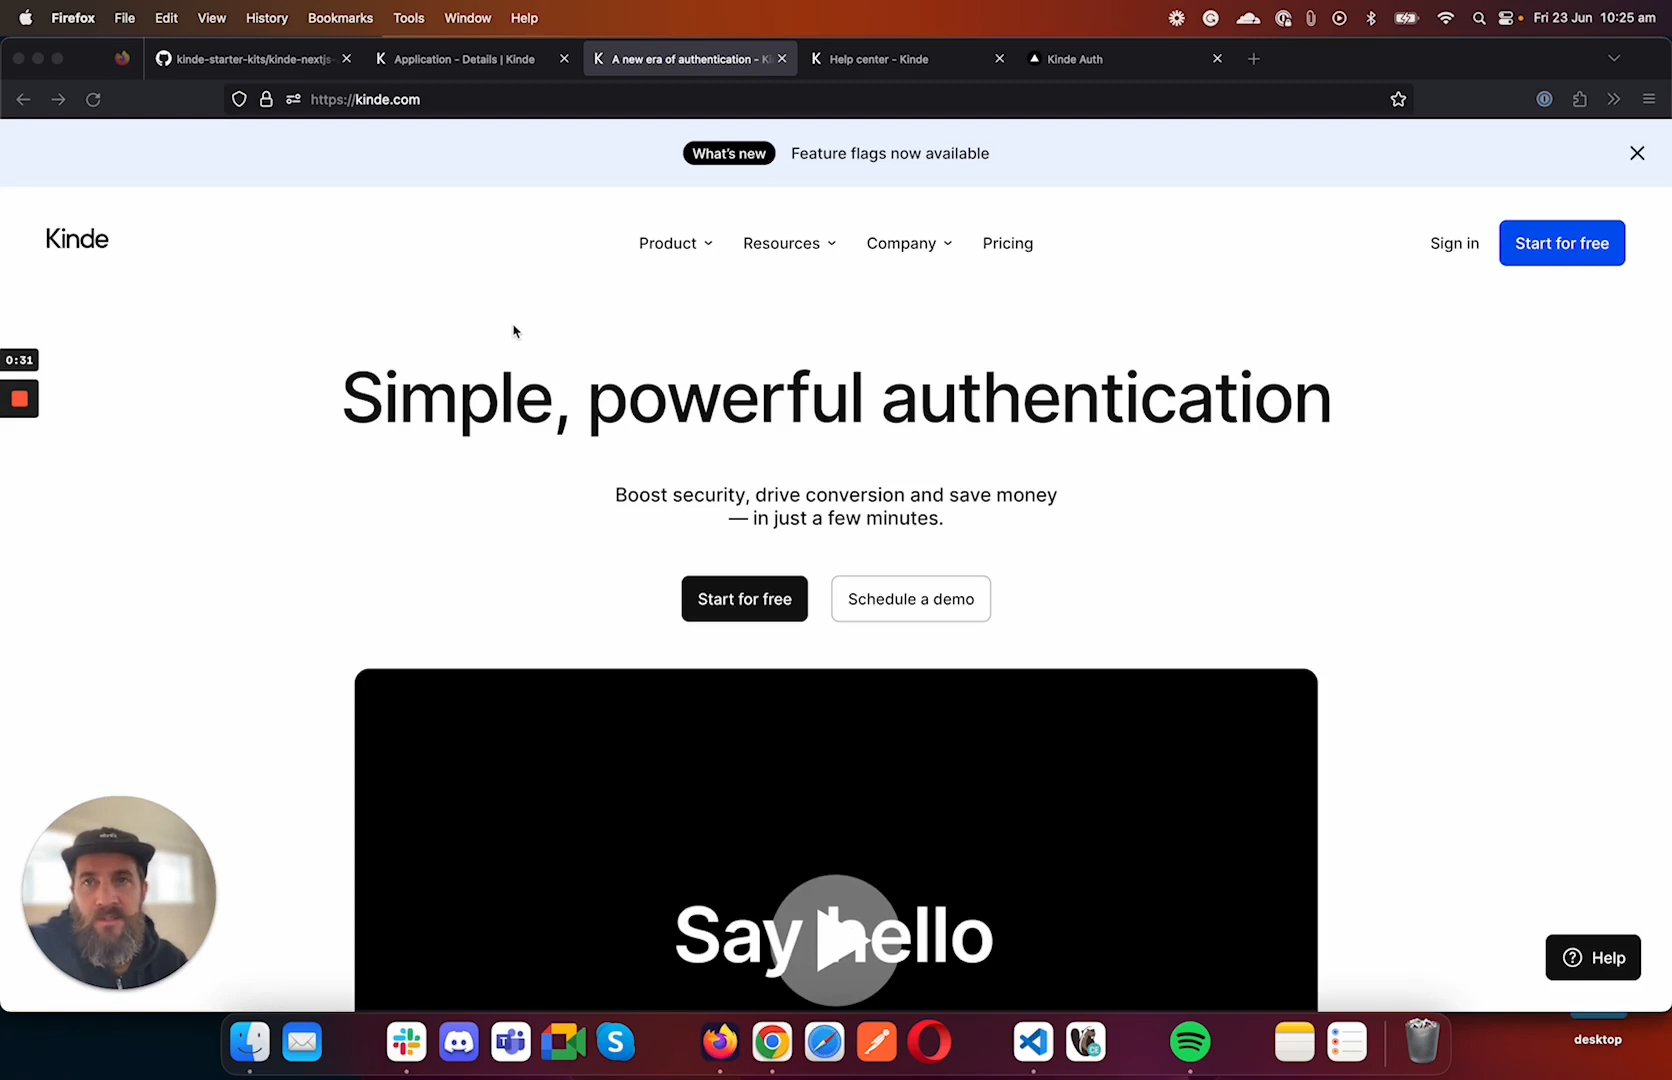 Firefox File Edit View History Bookmarks Tools Window Help
Fri 23 Jun 10:25 am
kinde-starter-kits/kinde-nextjs-
Application – Details | Kinde
A new era of authentication – Ki
Help center – Kinde
Kinde Auth
https://kinde.com
What's new Feature flags now available
Kinde
Product Resources Company Pricing
Sign in Start for free
0:31
Simple, powerful authentication
Boost security, drive conversion and save money
— in just a few minutes.
Start for free Schedule a demo
Say hello
Help
desktop